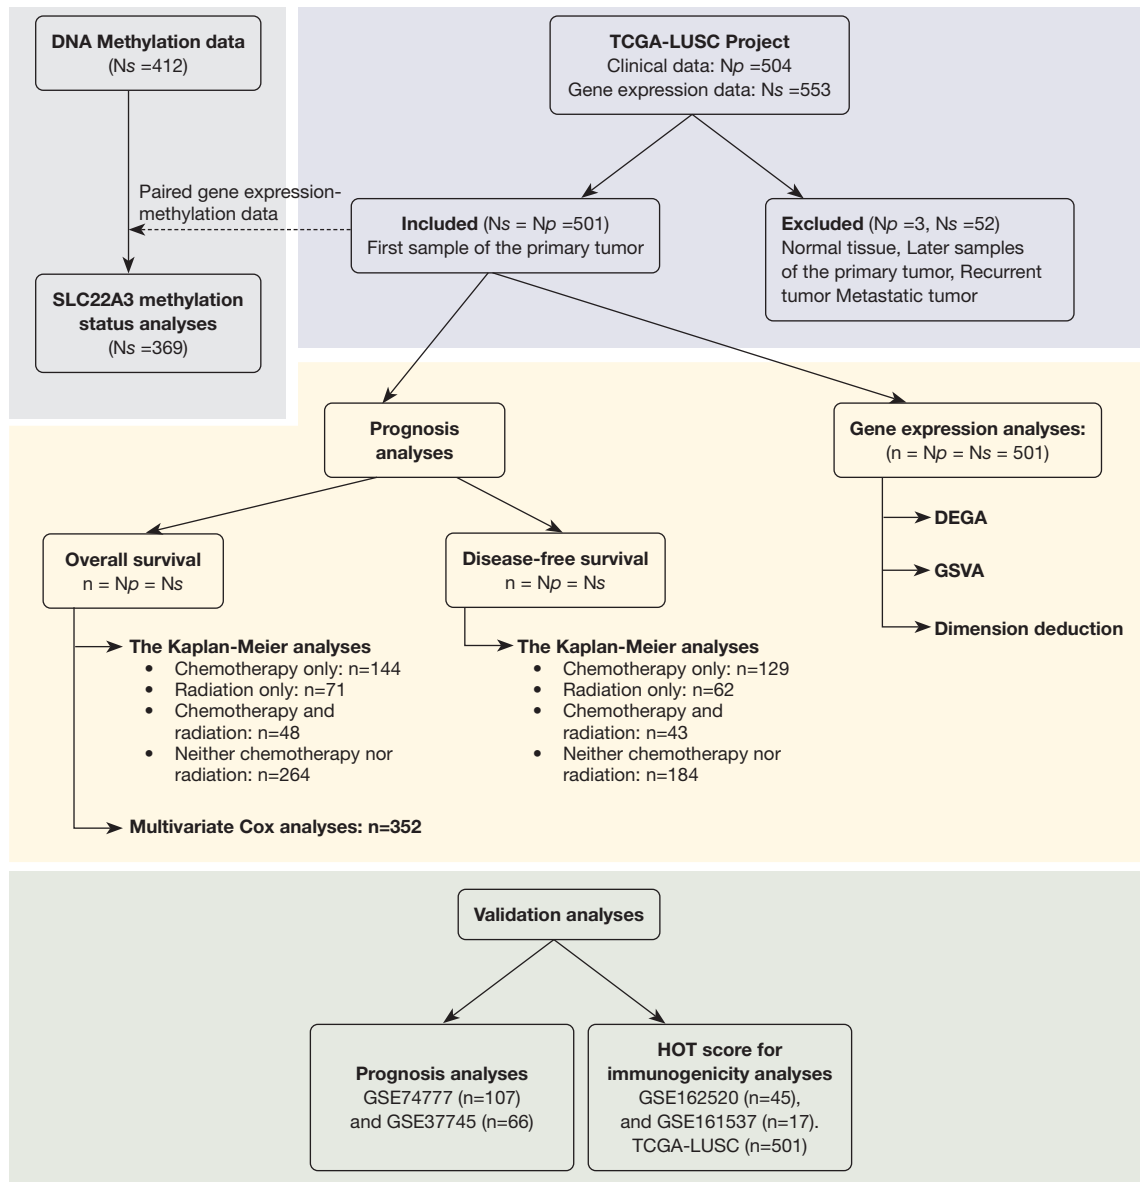 DNA Methylation data
(Ns =412)
TCGA-LUSC Project
Clinical data: Np =504
Gene expression data: Ns =553
Paired gene expression-
methylation data
Included (Ns = Np =501)
First sample of the primary tumor
Excluded (Np =3, Ns =52)
Normal tissue, Later samples
of the primary tumor, Recurrent
tumor Metastatic tumor
SLC22A3 methylation
status analyses
(Ns =369)
Prognosis
analyses
Gene expression analyses:
(n = Np = Ns = 501)
DEGA
GSVA
Dimension deduction
Overall survival
n = Np = Ns
Disease-free survival
n = Np = Ns
The Kaplan-Meier analyses
• Chemotherapy only: n=144
• Radiation only: n=71
• Chemotherapy and
radiation: n=48
• Neither chemotherapy nor
radiation: n=264
Multivariate Cox analyses: n=352
The Kaplan-Meier analyses
• Chemotherapy only: n=129
• Radiation only: n=62
• Chemotherapy and
radiation: n=43
• Neither chemotherapy nor
radiation: n=184
Validation analyses
Prognosis analyses
GSE74777 (n=107)
and GSE37745 (n=66)
HOT score for
immunogenicity analyses
GSE162520 (n=45),
and GSE161537 (n=17).
TCGA-LUSC (n=501)